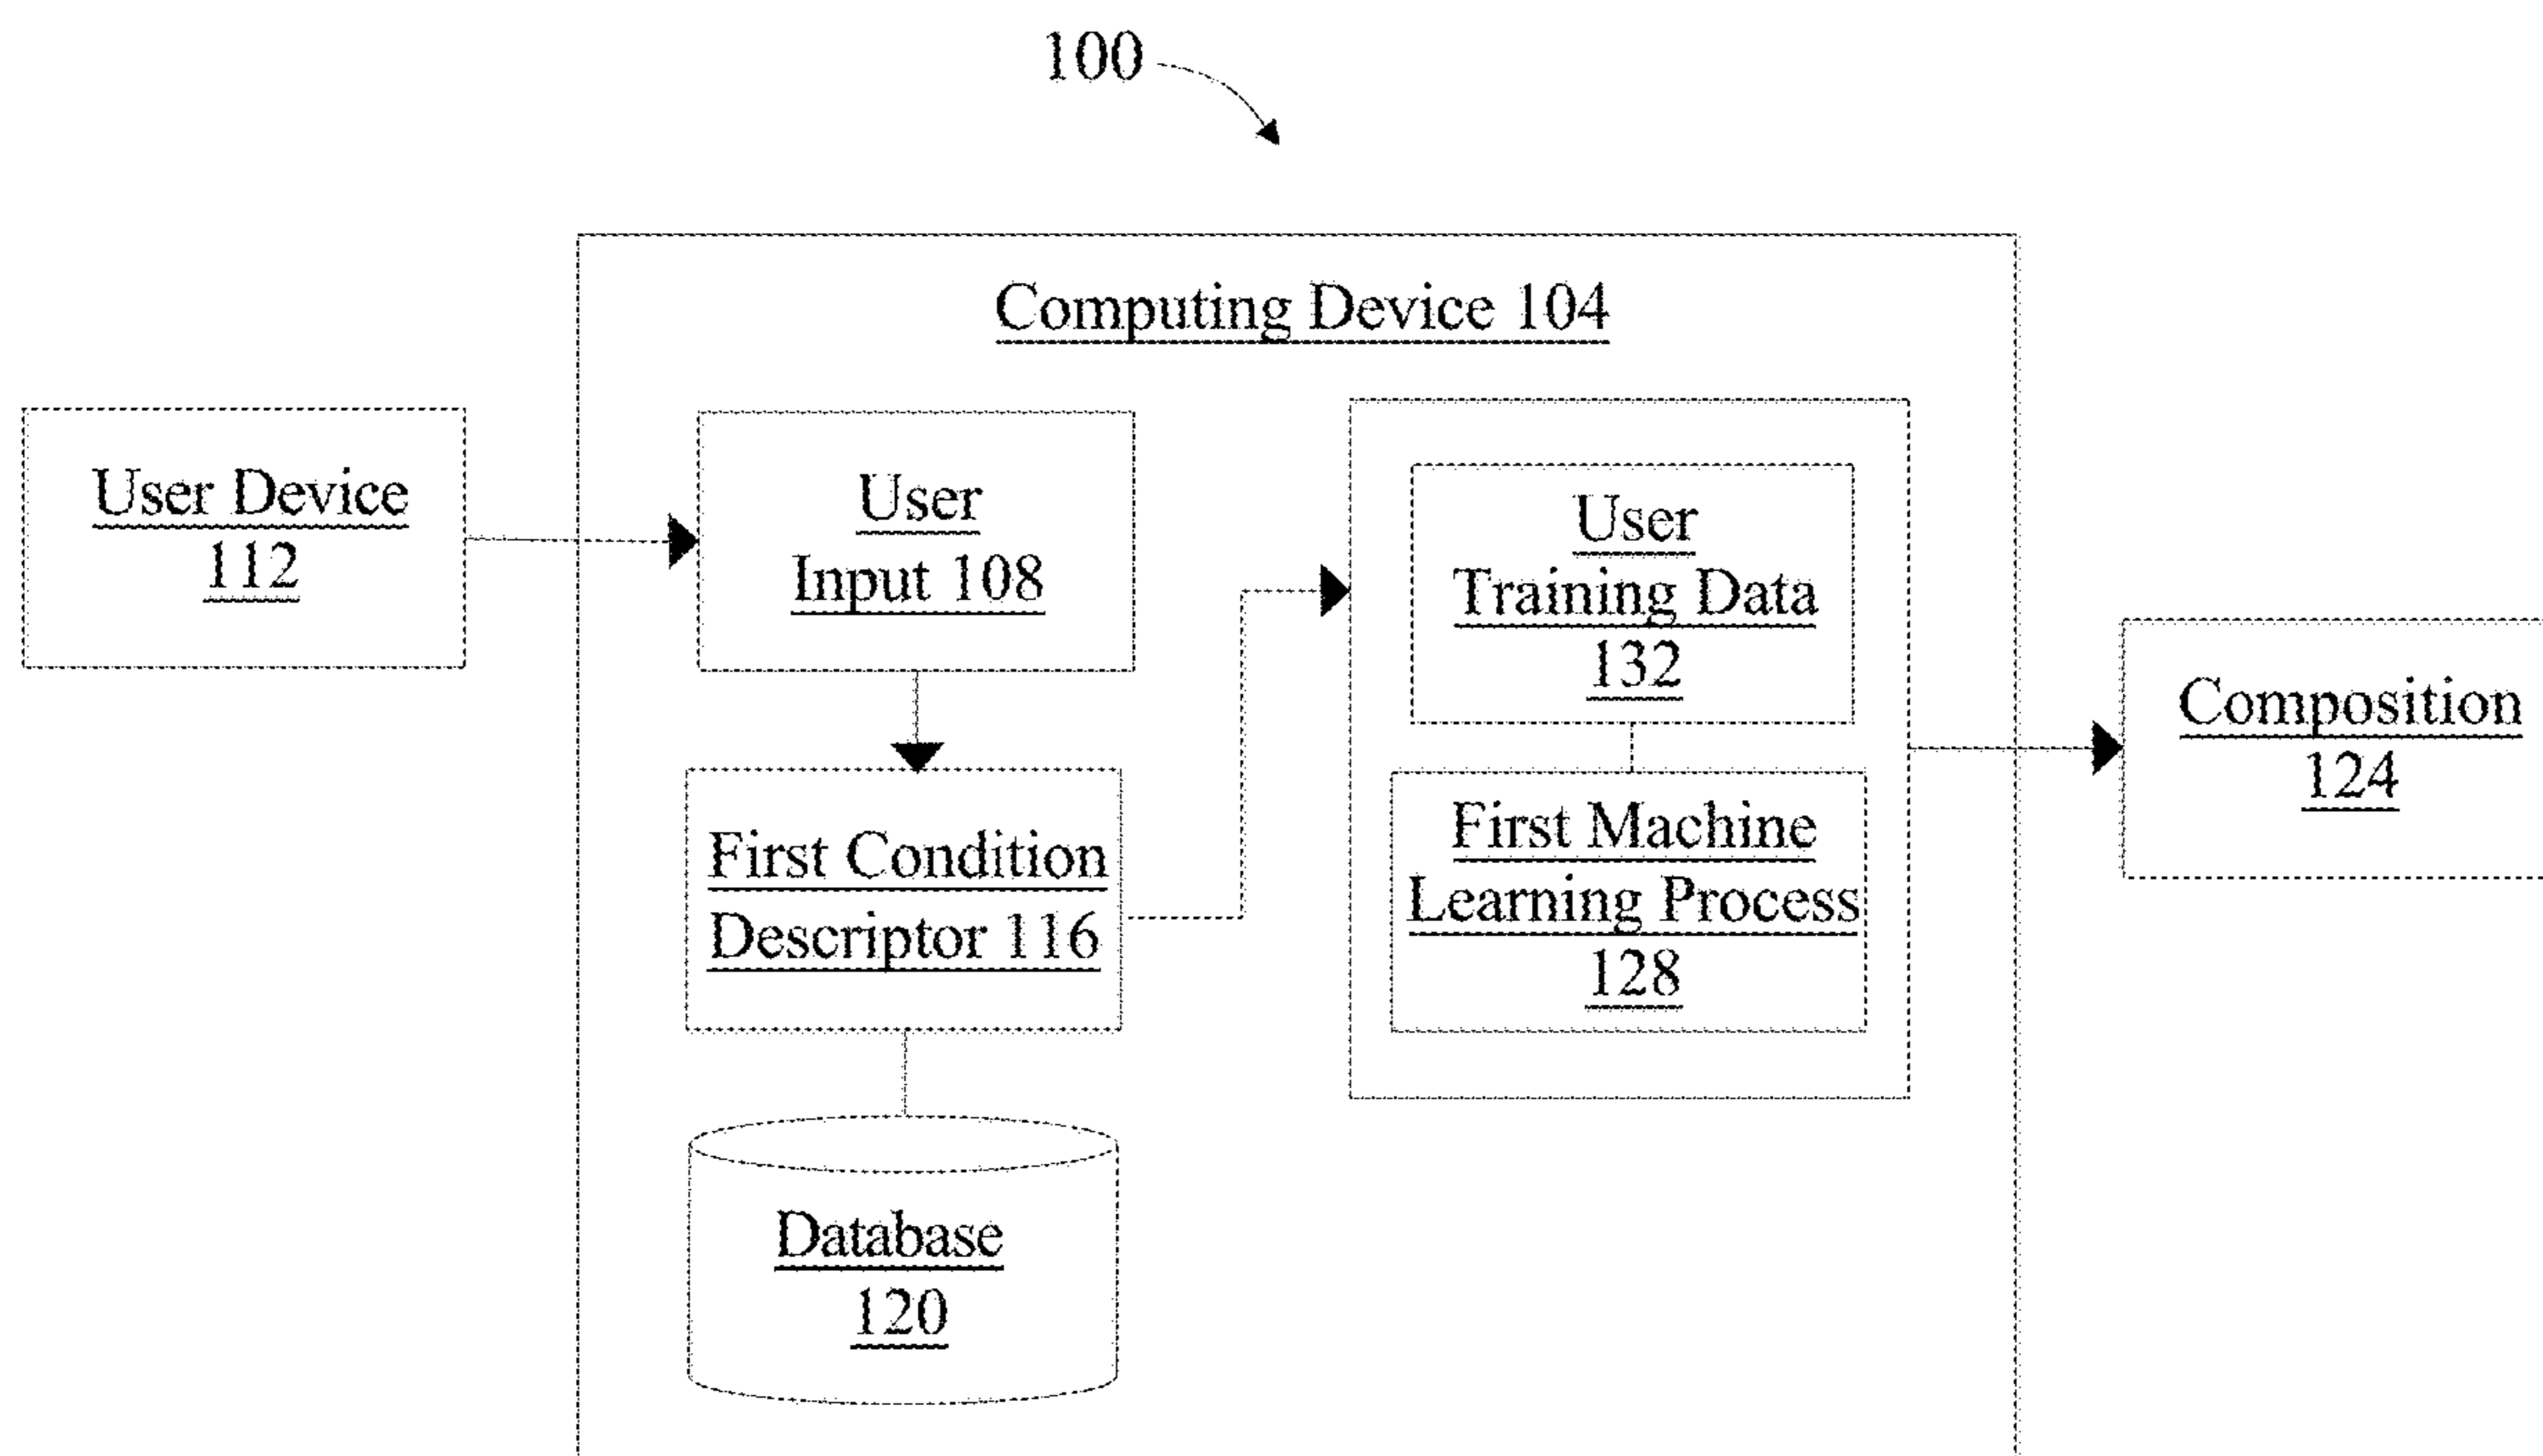 100
Computing Device 104
User Device
112
User
Input 108
First Condition
Descriptor 116
Database
120
User
Training Data
132
First Machine
Learning Process
128
Composition
124